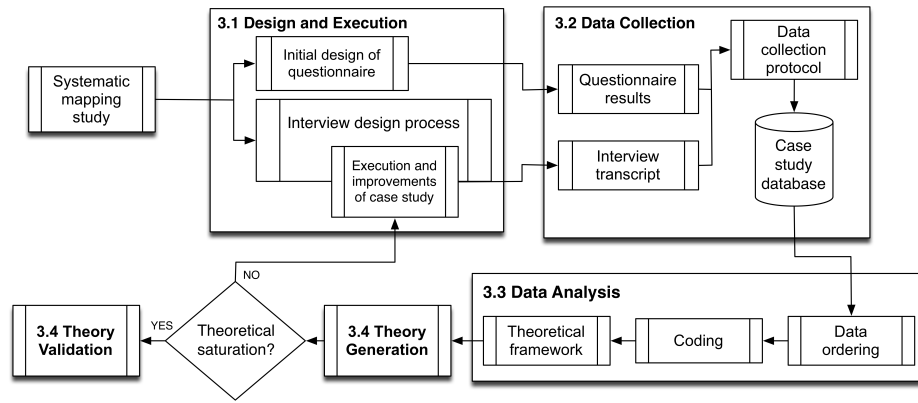 3.1 Design and Execution
Systematic
mapping
study
Initial design of
questionnaire
Interview design process
Execution and
improvements
of case study
3.2 Data Collection
Questionnaire
results
Interview
transcript
Data
collection
protocol
Case
study
database
3.3 Data Analysis
Data
ordering
Coding
Theoretical
framework
3.4 Theory
Generation
Theoretical
saturation?
NO
YES
3.4 Theory
Validation